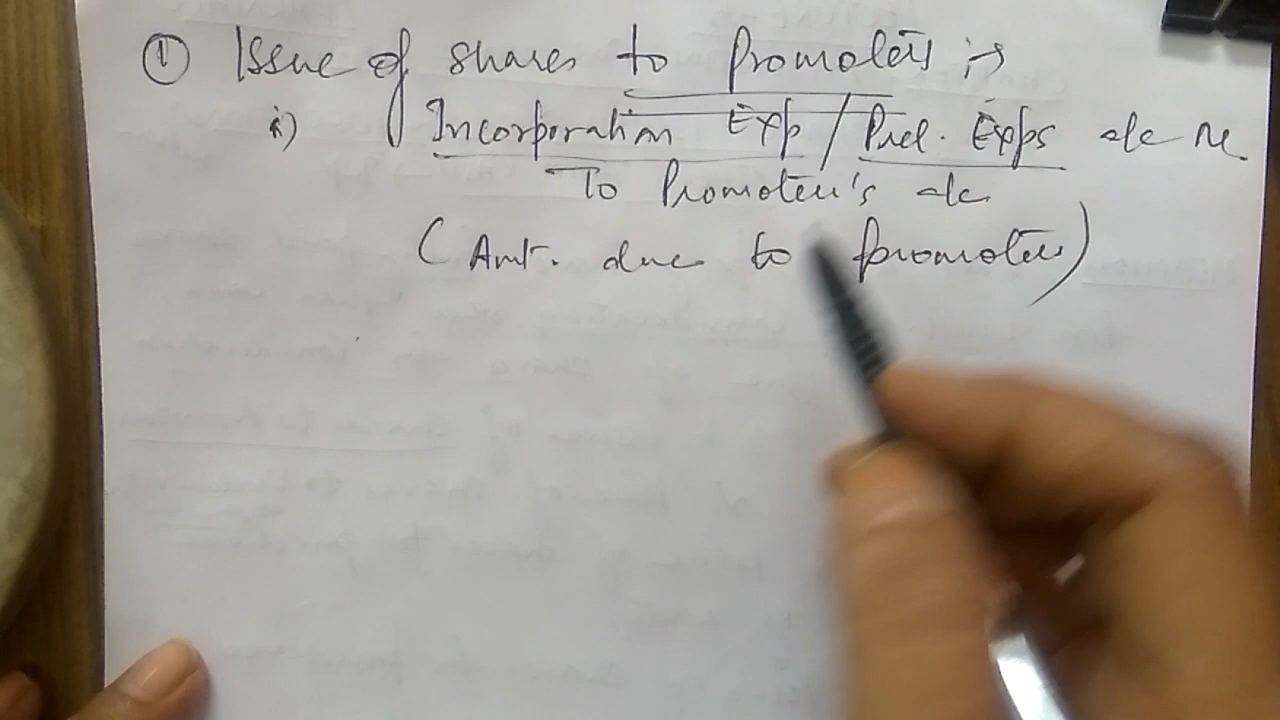 ① Issue of shares to Promoters :→
i) Incorporation Exp / Prel. Exps a/c Dr.
To Promoter's a/c
(Amt. due to promoter)